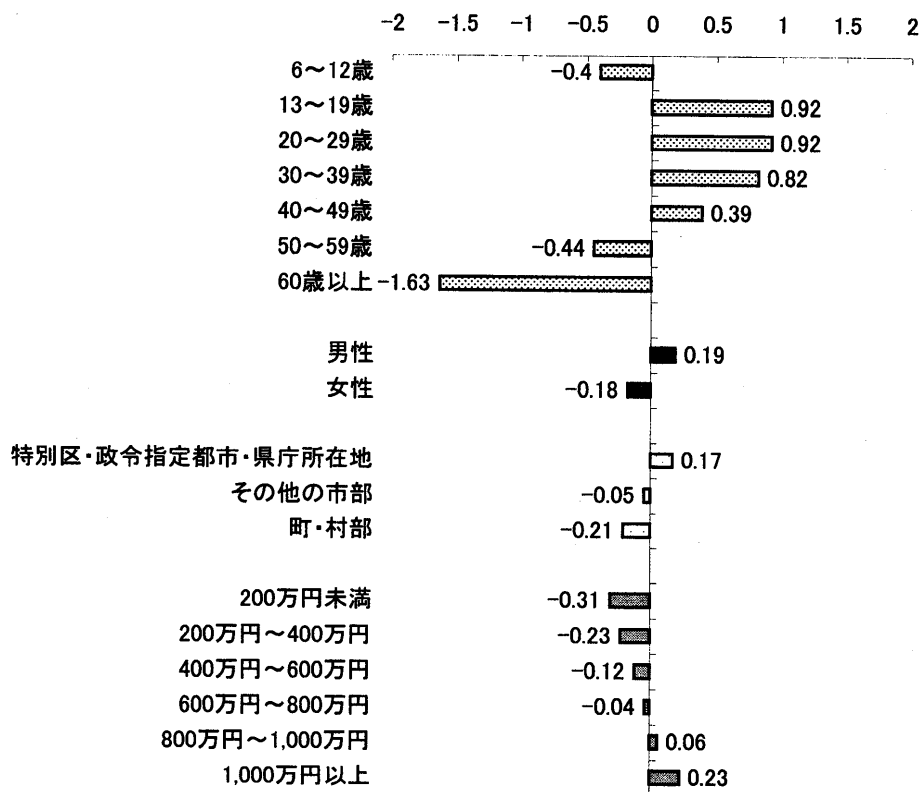 -2 -1.5 -1 -0.5 0 0.5 1 1.5 2
6～12歳 -0.4
13～19歳 0.92
20～29歳 0.92
30～39歳 0.82
40～49歳 0.39
50～59歳 -0.44
60歳以上 -1.63
男性 0.19
女性 -0.18
特別区・政令指定都市・県庁所在地 0.17
その他の市部 -0.05
町・村部 -0.21
200万円未満 -0.31
200万円～400万円 -0.23
400万円～600万円 -0.12
600万円～800万円 -0.04
800万円～1,000万円 0.06
1,000万円以上 0.23